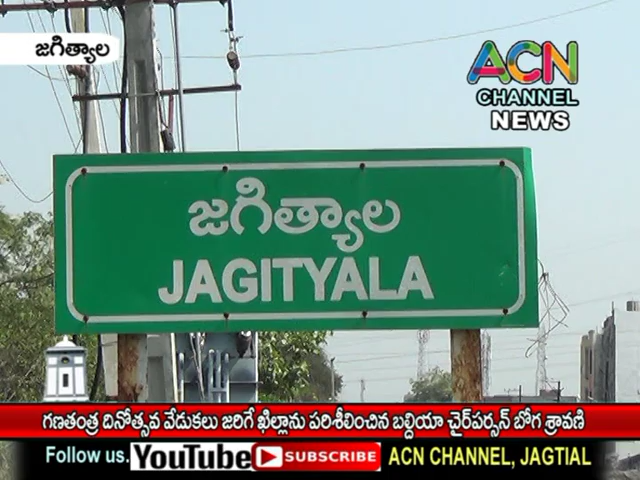 జగిత్యాల
ACN
CHANNEL
NEWS
జగిత్యాల
JAGITYALA
గణతంత్ర దినోత్సవ వేడుకలు జరిగే ఖిల్లాను పరిశీలించిన బల్దియా చైర్‌పర్సన్ బోగ శ్రావణి
Follow us. YouTube SUBSCRIBE ACN CHANNEL, JAGTIAL